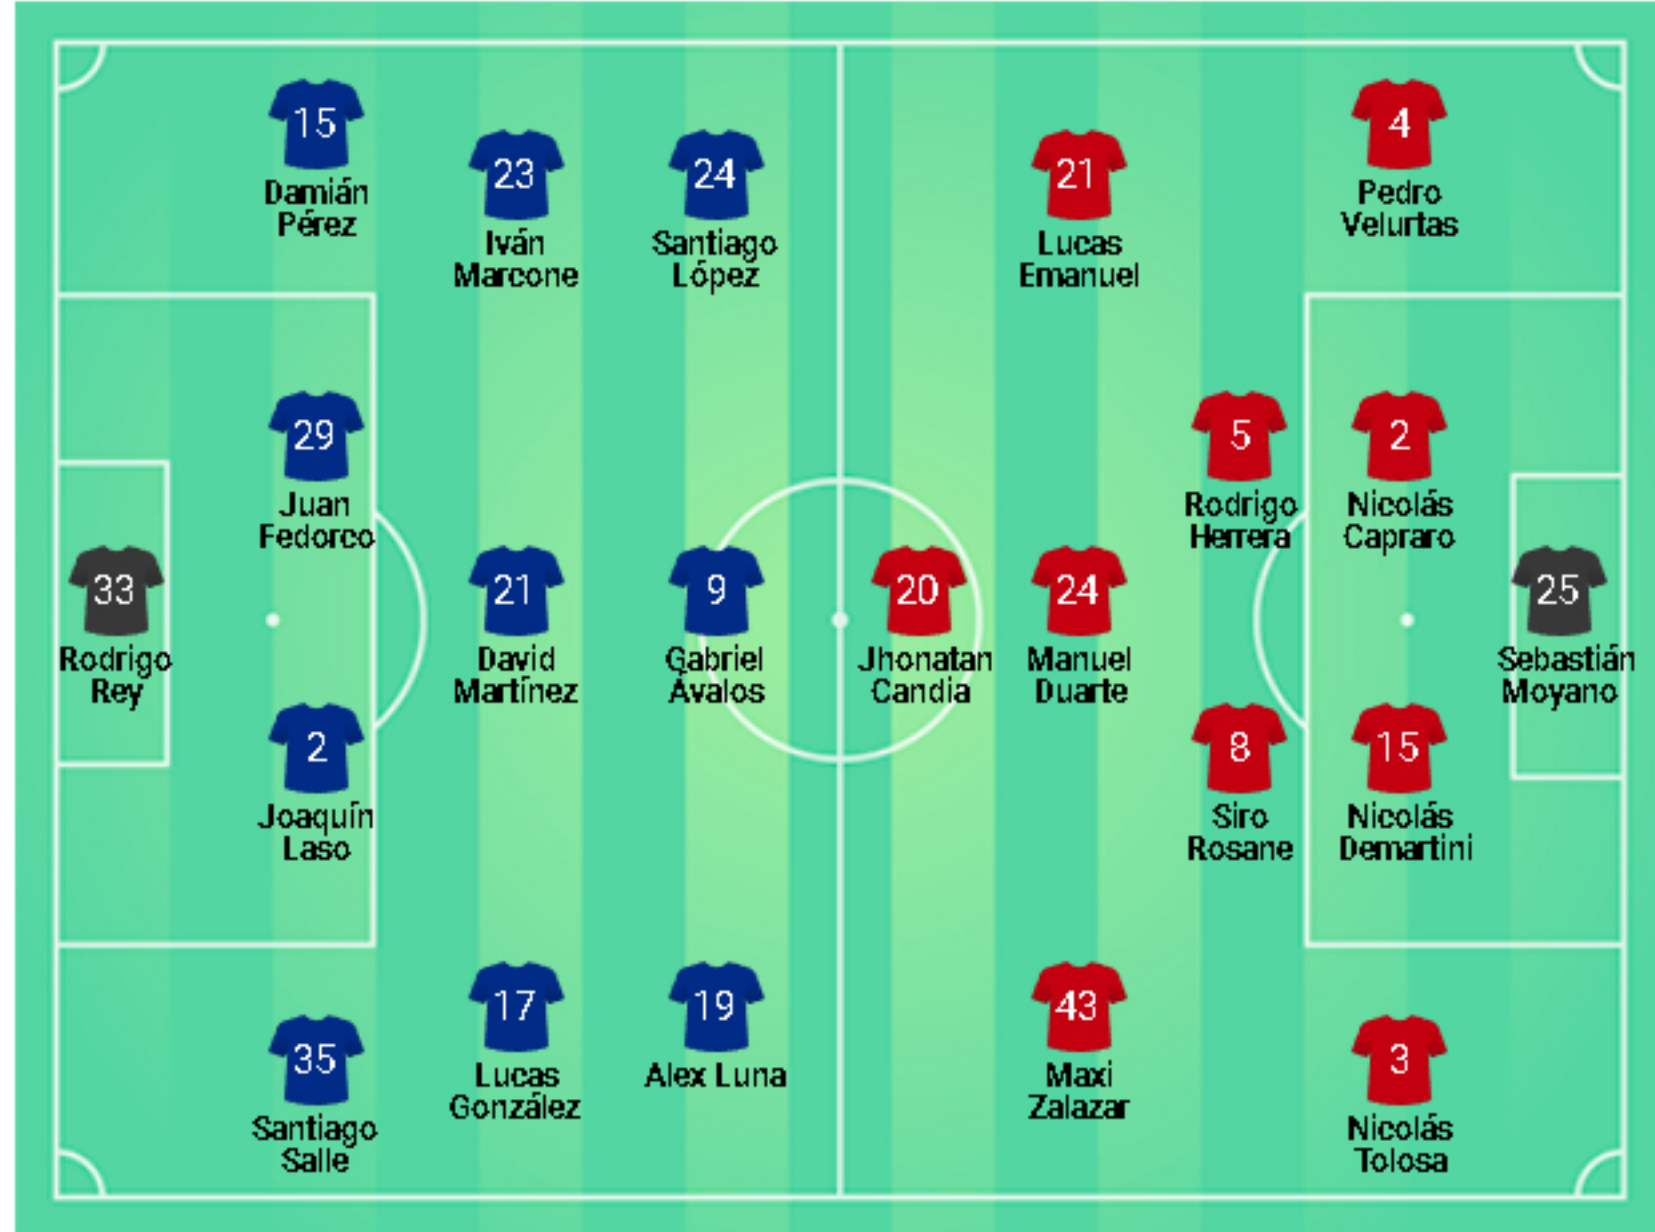 15
Damián
Pérez
23
Iván
Marcone
24
Santiago
López
21
Lucas
Emanuel
4
Pedro
Velurtas
29
Juan
Fedorco
5
Rodrigo
Herrera
2
Nicolás
Capraro
33
Rodrigo
Rey
21
David
Martínez
9
Gabriel
Ávalos
20
Jhonatan
Candia
24
Manuel
Duarte
25
Sebastián
Moyano
2
Joaquín
Laso
8
Siro
Rosane
15
Nicolás
Demartini
35
Santiago
Salle
17
Lucas
González
19
Alex Luna
43
Maxi
Zalazar
3
Nicolás
Tolosa